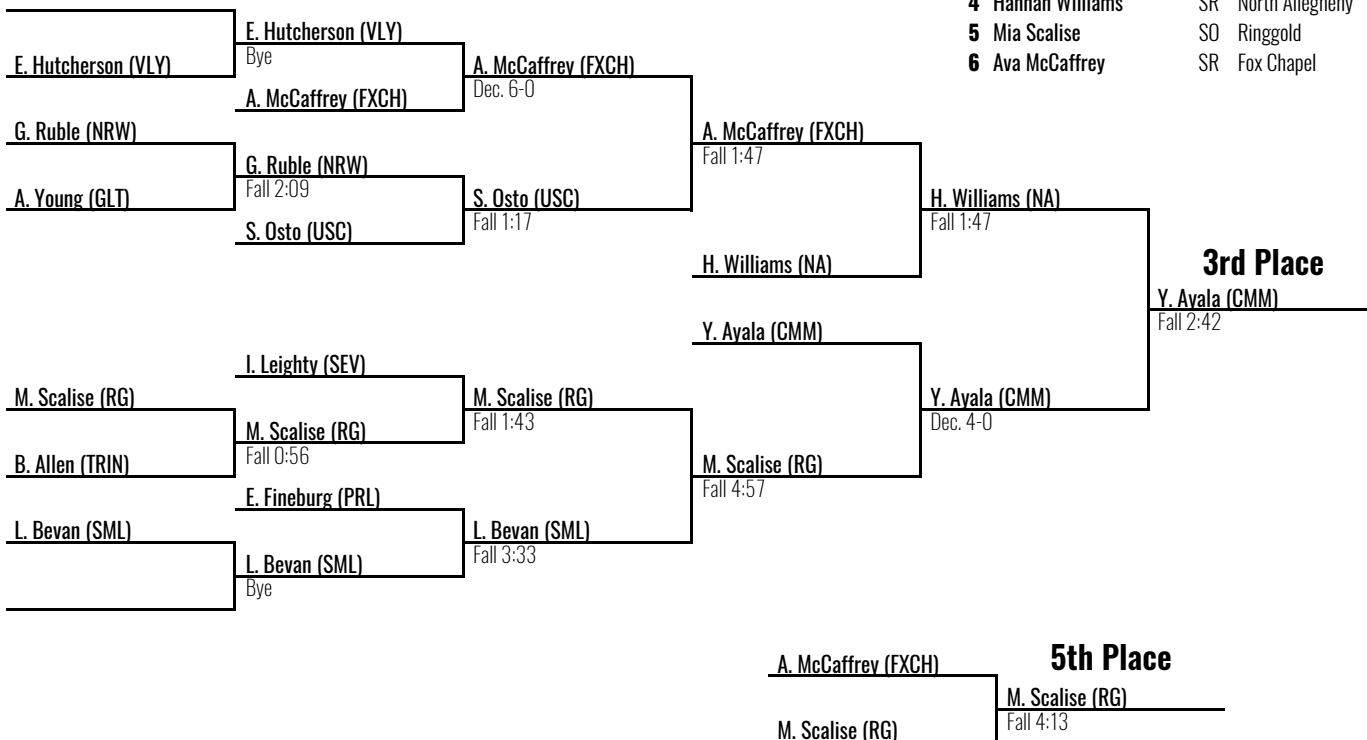 4 Hannah Williams SR North Allegheny
5 Mia Scalise SO Ringgold
6 Ava McCaffrey SR Fox Chapel
E. Hutcherson (VLY)
E. Hutcherson (VLY)
Bye
A. McCaffrey (FXCH)
A. McCaffrey (FXCH)
Dec. 6-0
G. Ruble (NRW)
A. Young (GLT)
G. Ruble (NRW)
Fall 2:09
S. Osto (USC)
S. Osto (USC)
Fall 1:17
A. McCaffrey (FXCH)
Fall 1:47
H. Williams (NA)
H. Williams (NA)
Fall 1:47
3rd Place
Y. Ayala (CMM)
Fall 2:42
Y. Ayala (CMM)
Y. Ayala (CMM)
Dec. 4-0
I. Leighty (SEV)
M. Scalise (RG)
B. Allen (TRIN)
M. Scalise (RG)
Fall 0:56
M. Scalise (RG)
Fall 1:43
M. Scalise (RG)
Fall 4:57
E. Fineburg (PRL)
L. Bevan (SML)
L. Bevan (SML)
Bye
L. Bevan (SML)
Fall 3:33
5th Place
A. McCaffrey (FXCH)
M. Scalise (RG)
M. Scalise (RG)
Fall 4:13